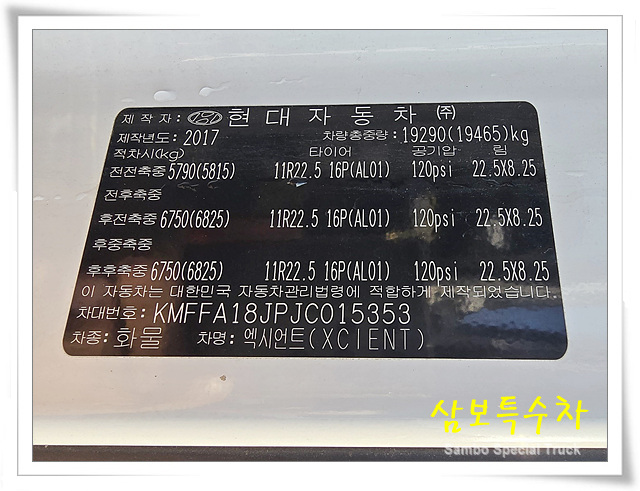 제작자: 현대자동차 ㈜
제작년도: 2017 차량총중량: 19290(19465)kg
적차시(kg) 타이어 공기압 림
전전축중 5790(5815) 11R22.5 16P(AL01) 120psi 22.5X8.25
전후축중
후전축중 6750(6825) 11R22.5 16P(AL01) 120psi 22.5X8.25
후중축중
후후축중 6750(6825) 11R22.5 16P(AL01) 120psi 22.5X8.25
이 자동차는 대한민국 자동차관리법령에 적합하게 제작되었습니다.
차대번호: KMFFA18JPJC015353
차종: 화물 차명: 엑시언트(XCIENT)
삼보특수차
Sambo Special Truck